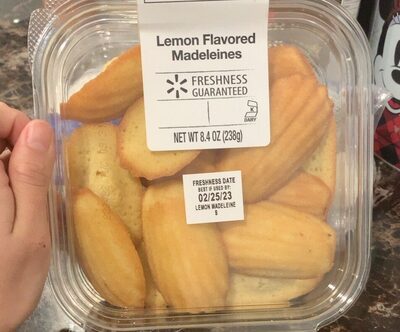 Lemon Flavored
Madeleines
FRESHNESS
GUARANTEED
K
DAIRY
NET WT 8.4 OZ (238g)
FRESHNESS DATE
BEST IF USED BY:
02/25/23
LEMON MADELEINE